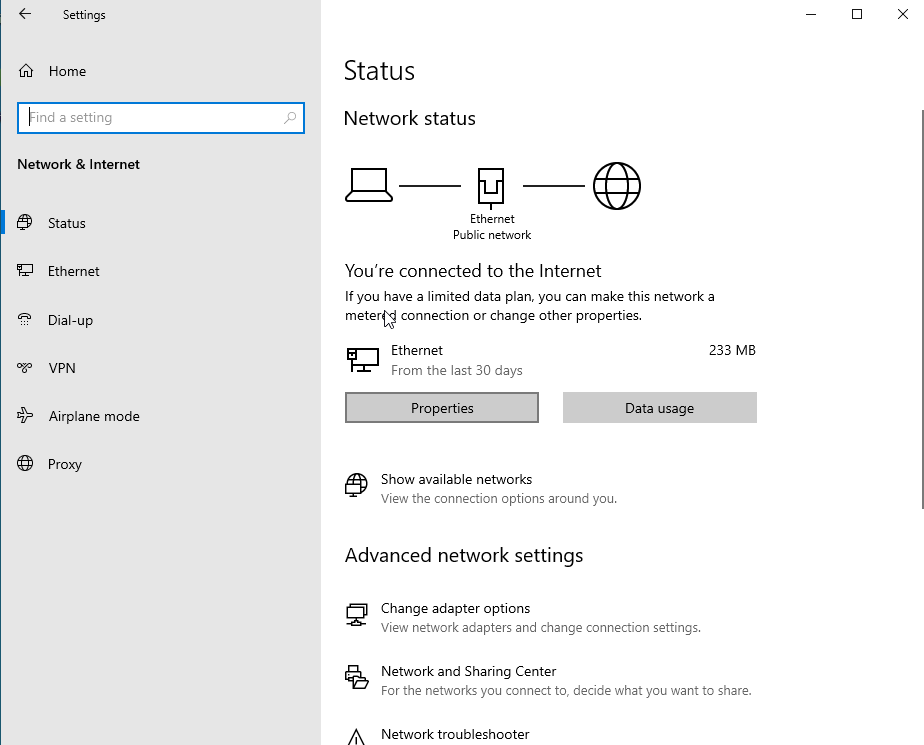 Settings
Home
Find a setting
Network & Internet
Status
Ethernet
Dial-up
VPN
Airplane mode
Proxy
Status
Network status
Ethernet
Public network
You're connected to the Internet
If you have a limited data plan, you can make this network a
metered connection or change other properties.
Ethernet 233 MB
From the last 30 days
Properties Data usage
Show available networks
View the connection options around you.
Advanced network settings
Change adapter options
View network adapters and change connection settings.
Network and Sharing Center
For the networks you connect to, decide what you want to share.
Network troubleshooter